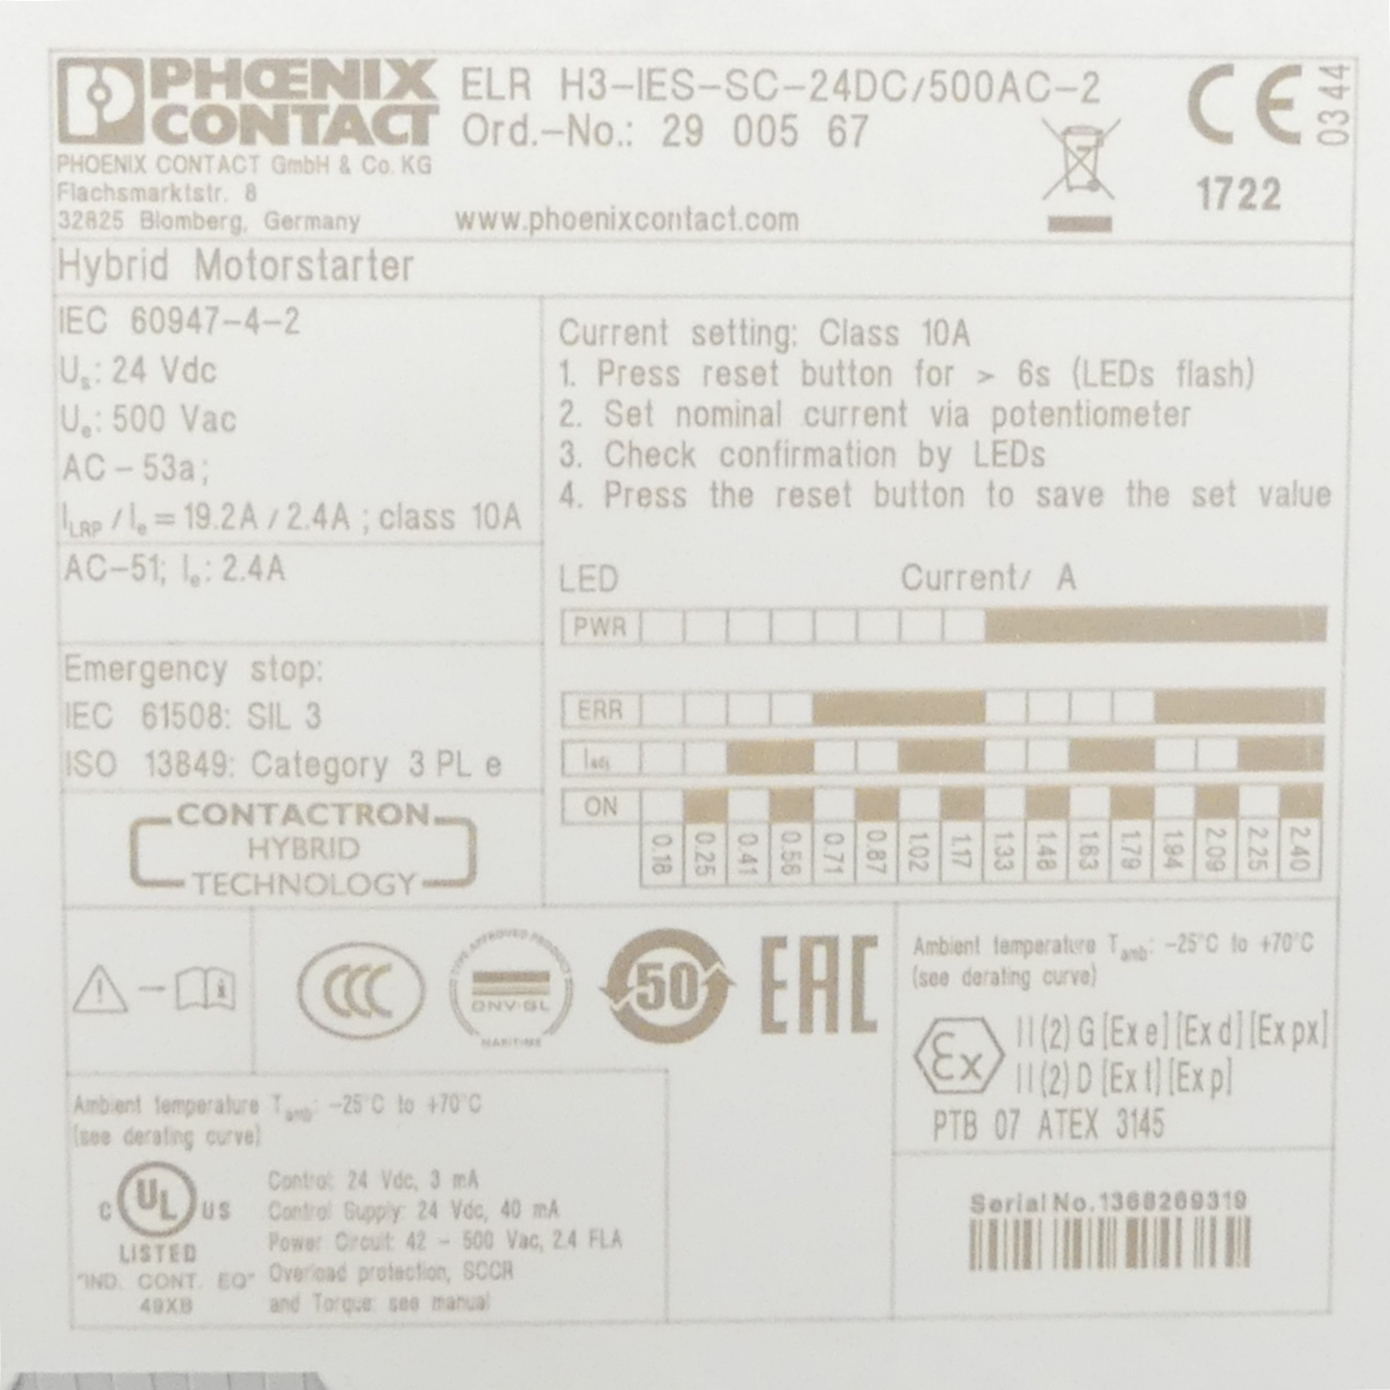 PHOENIX CONTACT
ELR H3-IES-SC-24DC/500AC-2
Ord.-No.: 29 005 67
CE 0344
1722
PHOENIX CONTACT GmbH & Co. KG
Flachsmarktstr. 8
32825 Blomberg, Germany
www.phoenixcontact.com
Hybrid Motorstarter
IEC 60947-4-2
Us: 24 Vdc
Ue: 500 Vac
AC-53a;
ILRP / Ie = 19.2A / 2.4A ; class 10A
AC-51; Ie: 2.4A
Emergency stop:
IEC 61508: SIL 3
ISO 13849: Category 3 PL e
CONTACTRON
HYBRID
TECHNOLOGY
Current setting: Class 10A
1. Press reset button for > 6s (LEDs flash)
2. Set nominal current via potentiometer
3. Check confirmation by LEDs
4. Press the reset button to save the set value
LED Current/ A
PWR
ERR
Iadj
ON
0.18 0.25 0.41 0.56 0.71 0.87 1.02 1.17 1.33 1.48 1.63 1.79 1.94 2.09 2.25 2.40
CCC
TYPE APPROVED PRODUCT
DNV·GL
MARITIME
50
EAC
Ambient temperature Tamb: -25°C to +70°C
(see derating curve)
Ex
II (2) G [Ex e] [Ex d] [Ex px]
II (2) D [Ex t] [Ex p]
PTB 07 ATEX 3145
Ambient temperature Tamb: -25°C to +70°C
(see derating curve)
C UL US
LISTED
"IND. CONT. EQ"
49XB
Control: 24 Vdc, 3 mA
Control Supply: 24 Vdc, 40 mA
Power Circuit: 42 - 500 Vac, 2.4 FLA
Overload protection, SCCR
and Torque: see manual
Serial No. 1368269319